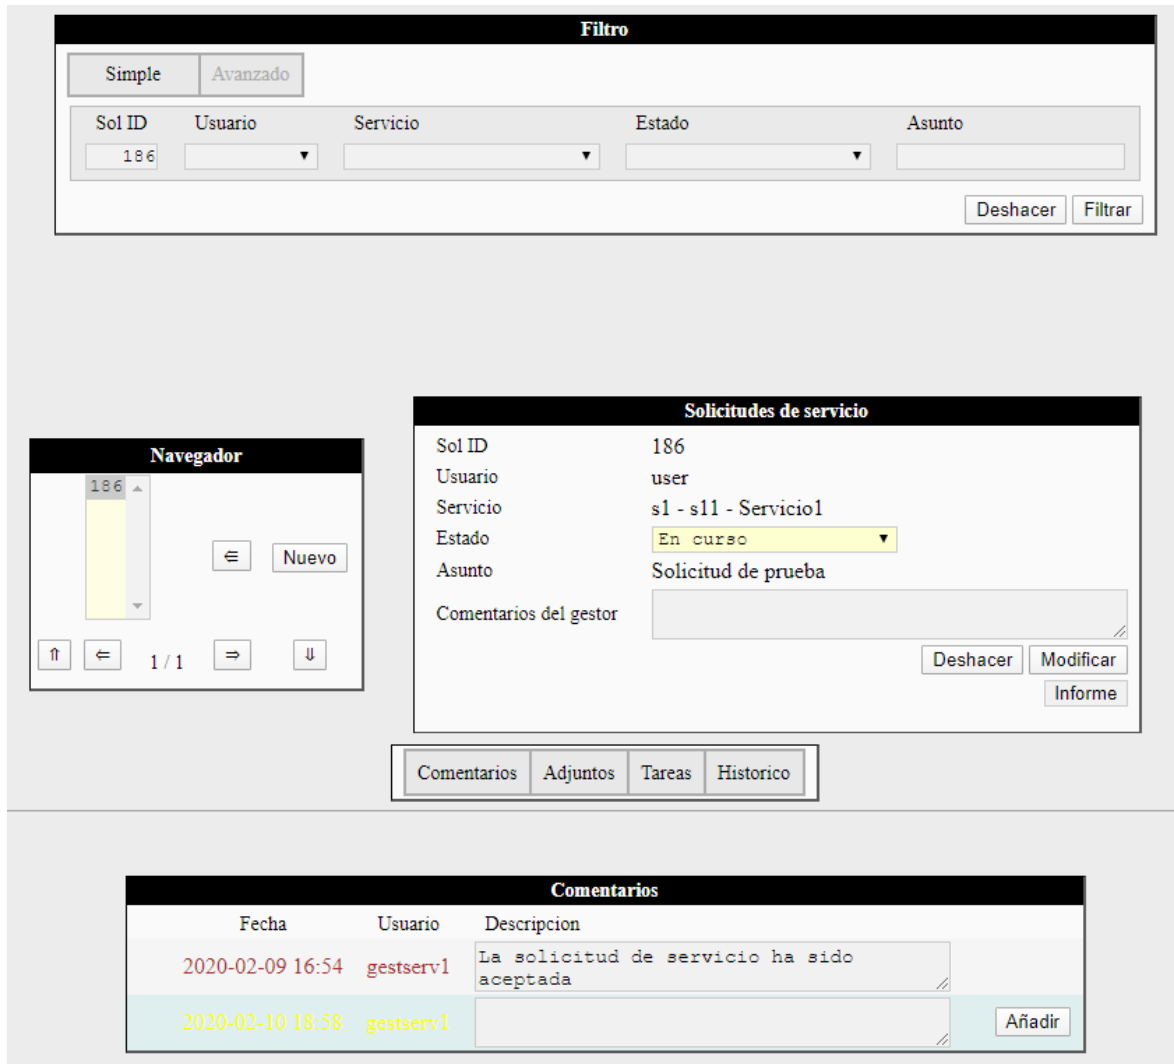 Filtro
Simple Avanzado
Sol ID Usuario Servicio Estado Asunto
186
Deshacer Filtrar
Navegador
186
Nuevo
1 / 1
Solicitudes de servicio
Sol ID 186
Usuario user
Servicio s1 - s11 - Servicio1
Estado En curso
Asunto Solicitud de prueba
Comentarios del gestor
Deshacer Modificar
Informe
Comentarios Adjuntos Tareas Historico
Comentarios
Fecha Usuario Descripcion
2020-02-09 16:54 gestserv1 La solicitud de servicio ha sido
aceptada
2020-02-10 18:58 gestserv1 Añadir